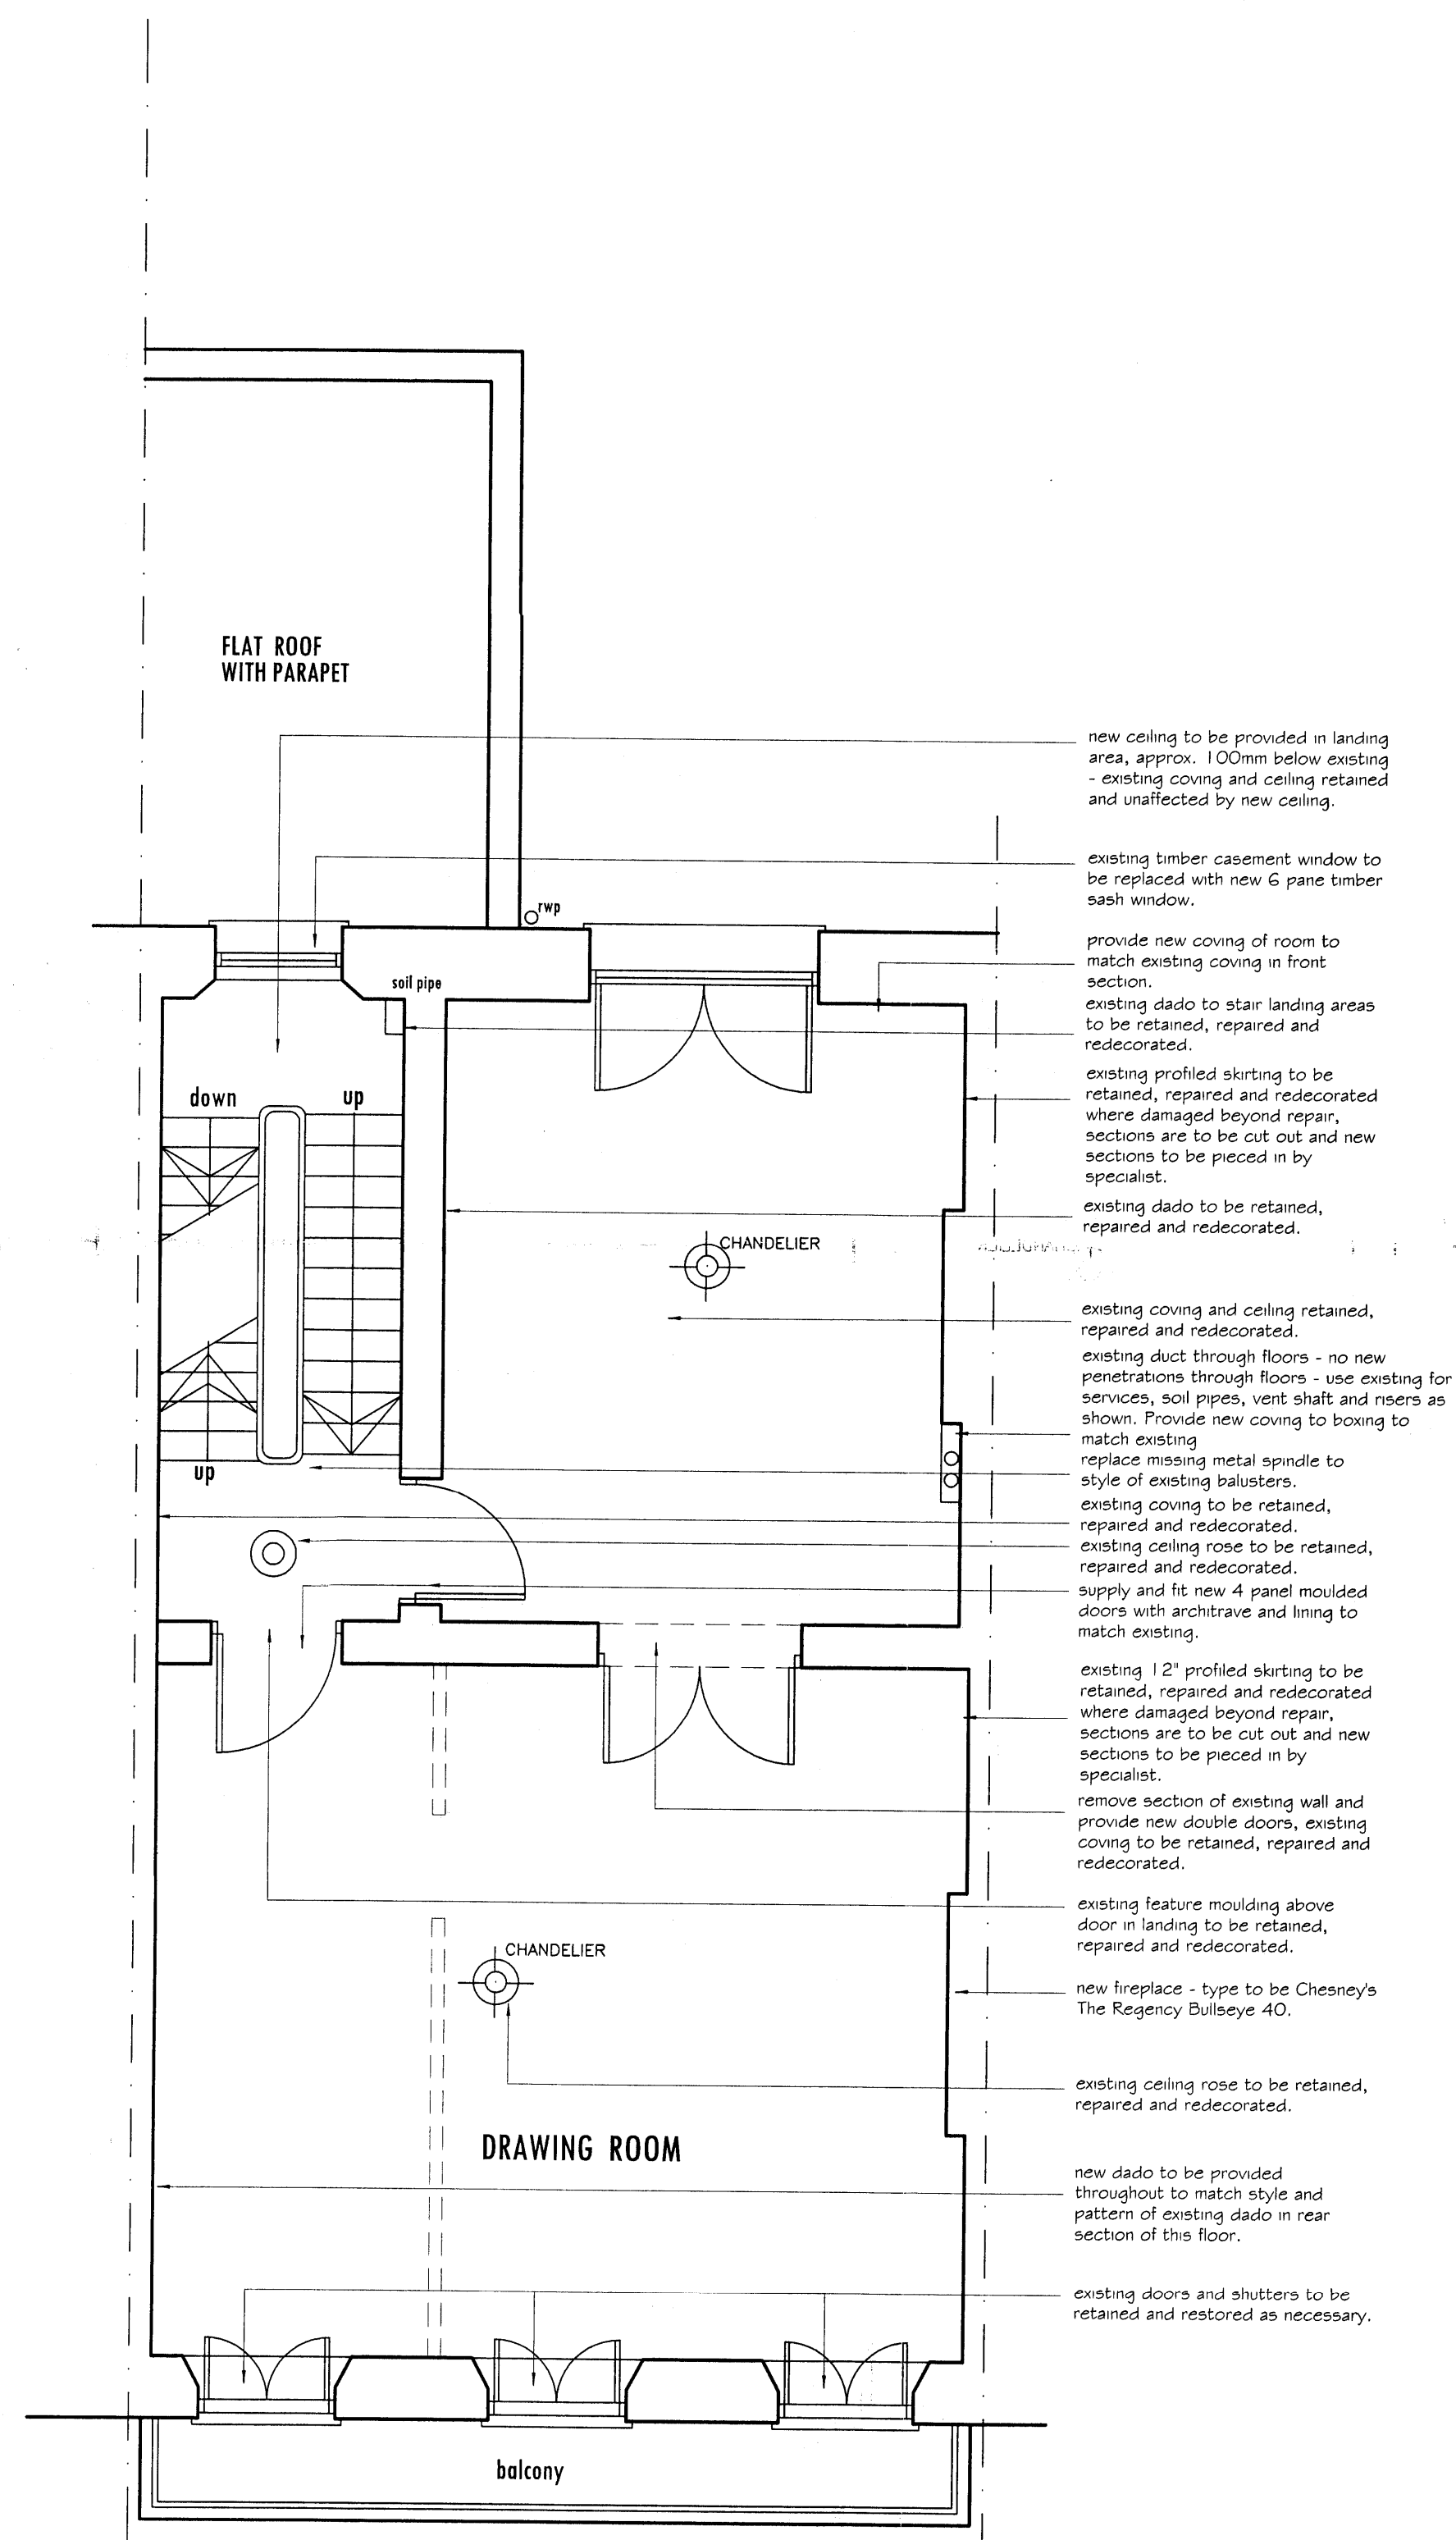 FLAT ROOF
WITH PARAPET
new ceiling to be provided in landing
area, approx. 100mm below existing
- existing coving and ceiling retained
and unaffected by new ceiling.
existing timber casement window to
be replaced with new 6 pane timber
sash window.
rwp
provide new coving of room to
match existing coving in front
section.
soil pipe
existing dado to stair landing areas
to be retained, repaired and
redecorated.
existing profiled skirting to be
retained, repaired and redecorated
where damaged beyond repair,
sections are to be cut out and new
sections to be pieced in by
specialist.
down
up
existing dado to be retained,
repaired and redecorated.
CHANDELIER
existing coving and ceiling retained,
repaired and redecorated.
existing duct through floors - no new
penetrations through floors - use existing for
services, soil pipes, vent shaft and risers as
shown. Provide new coving to boxing to
match existing
replace missing metal spindle to
style of existing balusters.
up
existing coving to be retained,
repaired and redecorated.
existing ceiling rose to be retained,
repaired and redecorated.
supply and fit new 4 panel moulded
doors with architrave and lining to
match existing.
existing 12" profiled skirting to be
retained, repaired and redecorated
where damaged beyond repair,
sections are to be cut out and new
sections to be pieced in by
specialist.
remove section of existing wall and
provide new double doors, existing
coving to be retained, repaired and
redecorated.
existing feature moulding above
door in landing to be retained,
repaired and redecorated.
CHANDELIER
new fireplace - type to be Chesney's
The Regency Bullseye 40.
existing ceiling rose to be retained,
repaired and redecorated.
DRAWING ROOM
new dado to be provided
throughout to match style and
pattern of existing dado in rear
section of this floor.
existing doors and shutters to be
retained and restored as necessary.
balcony